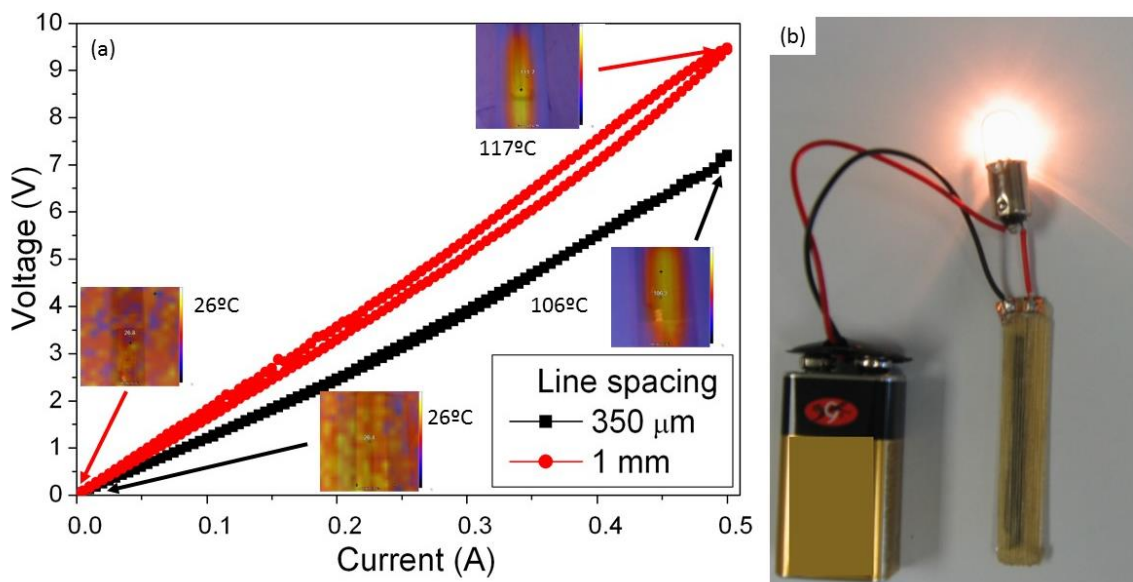 (a)
10
9
8
7
6
5
4
3
2
1
0
Voltage (V)
117ºC
26ºC
106ºC
26ºC
Line spacing
350 μm
1 mm
0.0 0.1 0.2 0.3 0.4 0.5
Current (A)
(b)